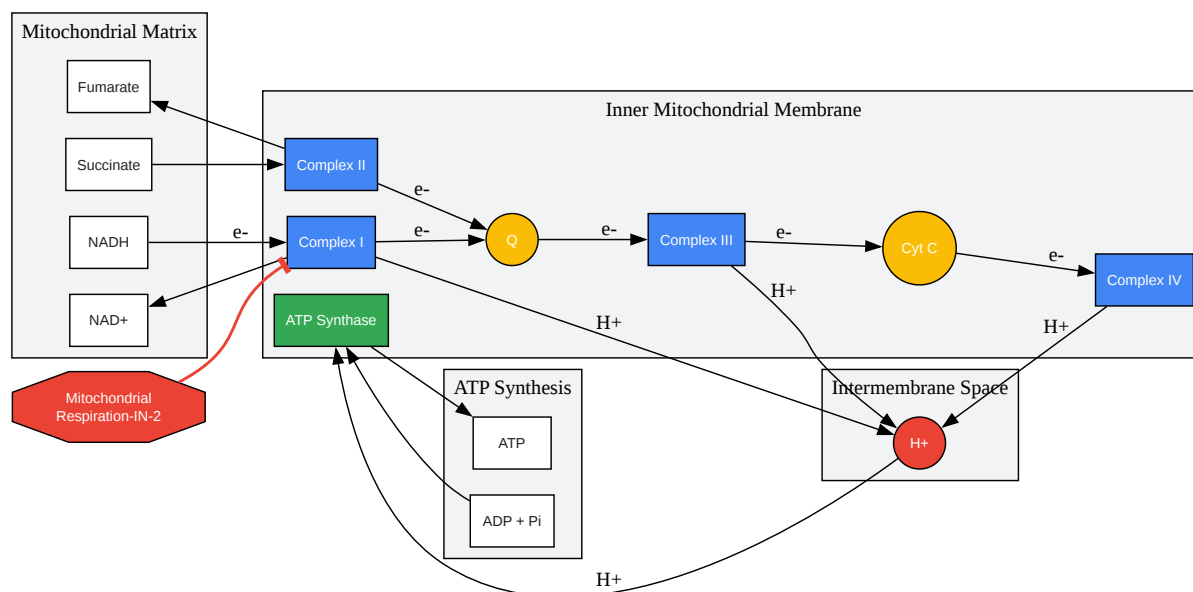 Mitochondrial Matrix
Fumarate
Inner Mitochondrial Membrane
Succinate
Complex II
e-
NADH
e-
Complex I
e-
Q
e-
Complex III
e-
Cyt C
e-
Complex IV
NAD+
ATP Synthase
H+
H+
H+
Mitochondrial
Respiration-IN-2
ATP Synthesis
Intermembrane Space
ATP
H+
ADP + Pi
H+